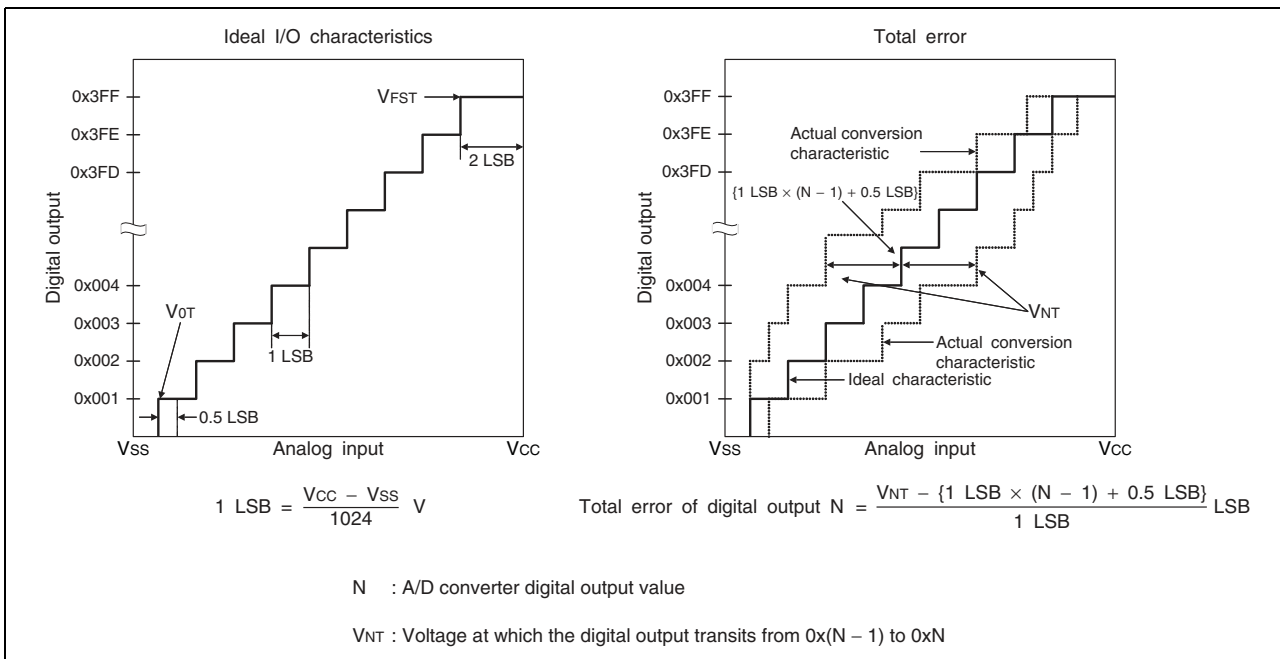 Ideal I/O characteristics
0x3FF
0x3FE
0x3FD
0x004
0x003
0x002
0x001
Digital output
VFST
2 LSB
V0T
1 LSB
0.5 LSB
VSS
Analog input
VCC
1 LSB = VCC − VSS / 1024 V
Total error
0x3FF
0x3FE
0x3FD
0x004
0x003
0x002
0x001
Digital output
Actual conversion
characteristic
{1 LSB × (N − 1) + 0.5 LSB}
VNT
Actual conversion
characteristic
Ideal characteristic
VSS
Analog input
VCC
Total error of digital output N = VNT − {1 LSB × (N − 1) + 0.5 LSB} / 1 LSB LSB
N : A/D converter digital output value
VNT : Voltage at which the digital output transits from 0x(N − 1) to 0xN